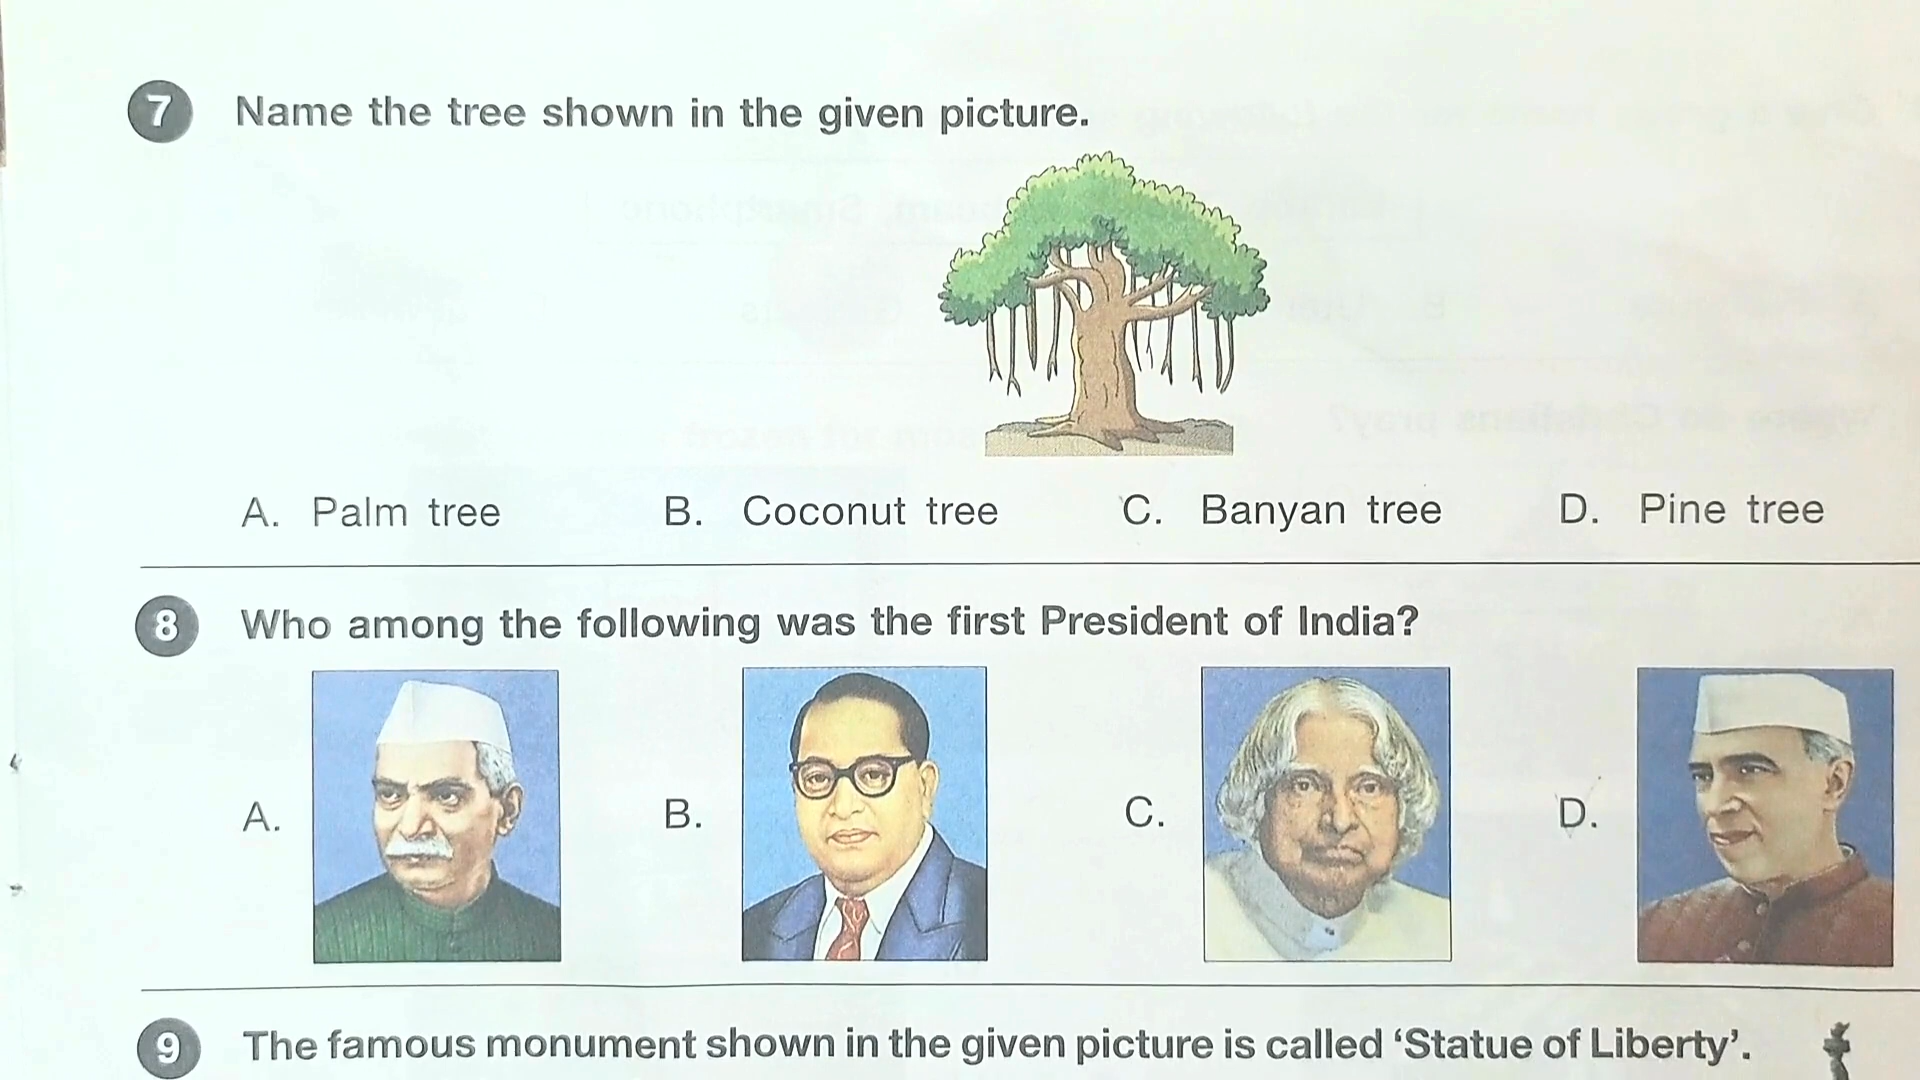 7 Name the tree shown in the given picture.
A. Palm tree B. Coconut tree C. Banyan tree D. Pine tree
8 Who among the following was the first President of India?
A. B. C. D.
9 The famous monument shown in the given picture is called ‘Statue of Liberty’.